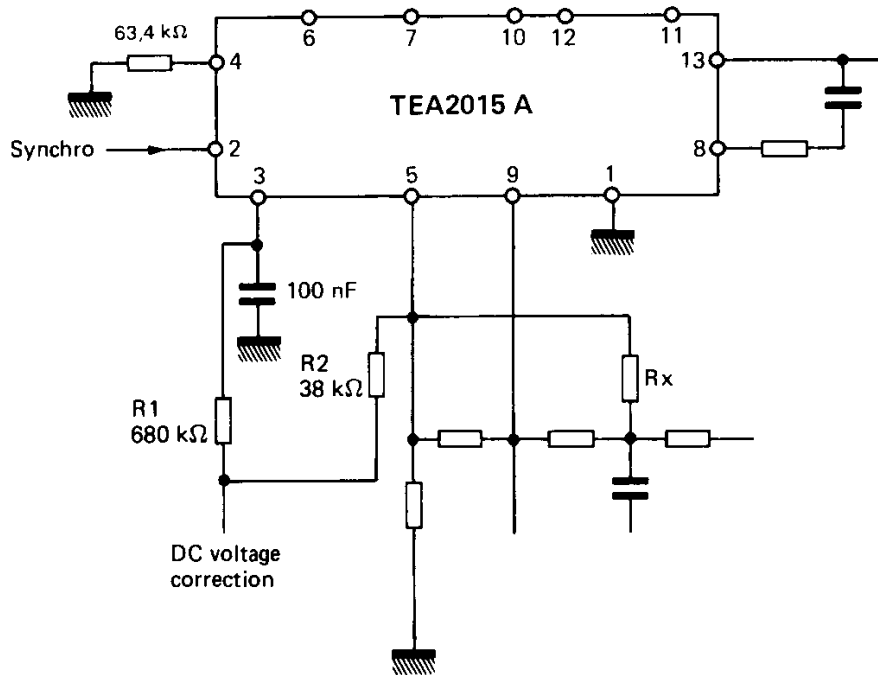 63,4 kΩ
6
7
10
12
11
4
13
TEA2015 A
Synchro
2
8
3
5
9
1
100 nF
R2
38 kΩ
Rx
R1
680 kΩ
DC voltage
correction